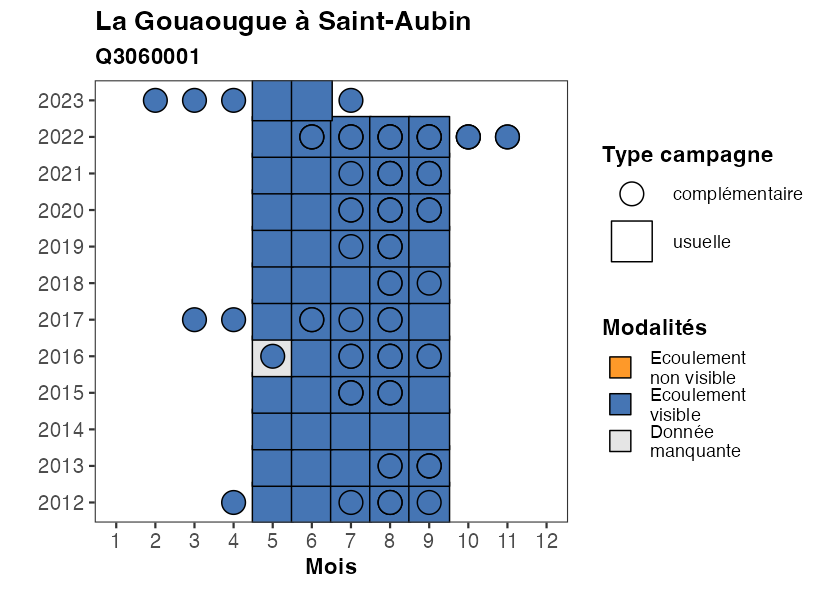 La Gouaougue à Saint-Aubin
Q3060001
2023
2022
2021
2020
2019
2018
2017
2016
2015
2014
2013
2012
1 2 3 4 5 6 7 8 9 10 11 12
Mois
Type campagne
complémentaire
usuelle
Modalités
Ecoulement
non visible
Ecoulement
visible
Donnée
manquante